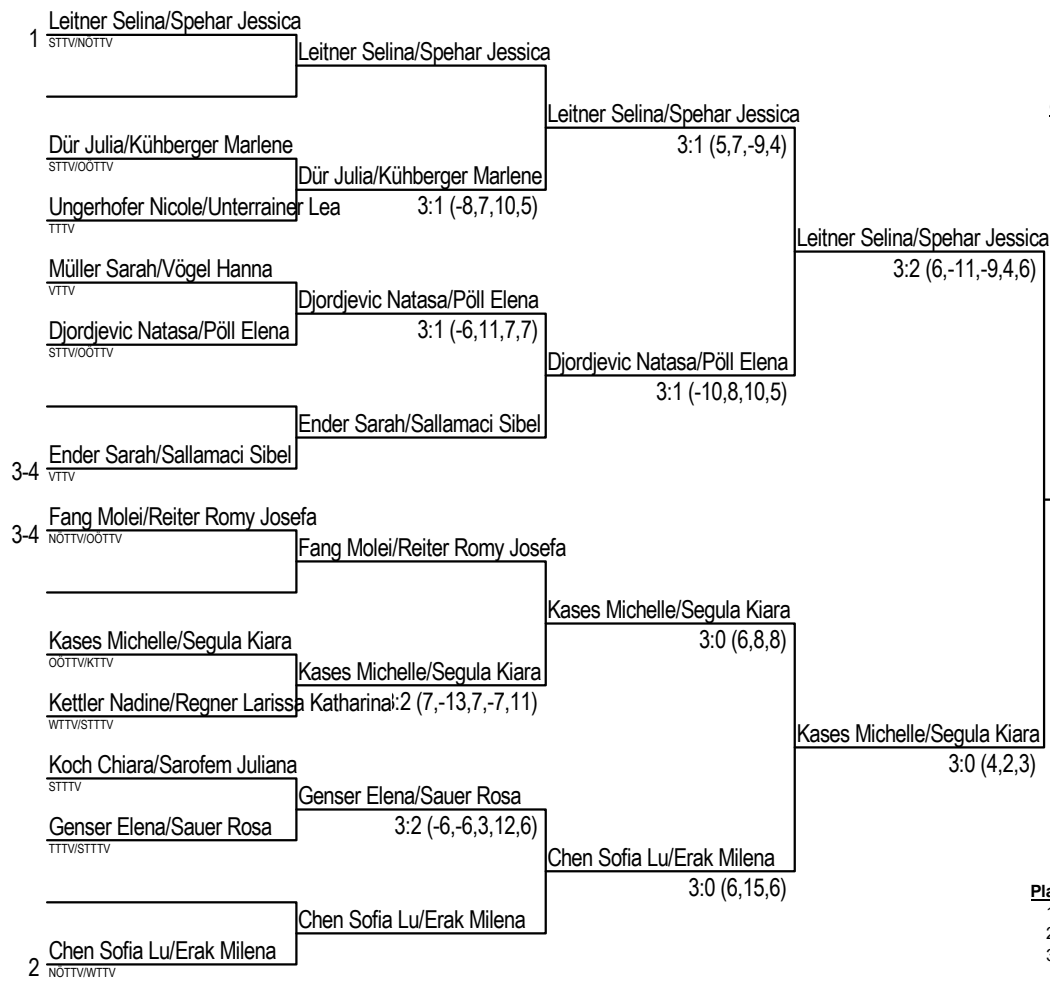 1 Leitner Selina/Spehar Jessica
STTV/NÖTTV
Leitner Selina/Spehar Jessica
Leitner Selina/Spehar Jessica
3:1 (5,7,-9,4)
Dür Julia/Kühberger Marlene
STTV/OÖTTV
Dür Julia/Kühberger Marlene
3:1 (-8,7,10,5)
Ungerhofer Nicole/Unterrainer Lea
TTTV
Leitner Selina/Spehar Jessica
3:2 (6,-11,-9,4,6)
Müller Sarah/Vögel Hanna
VTTV
Djordjevic Natasa/Pöll Elena
3:1 (-6,11,7,7)
Djordjevic Natasa/Pöll Elena
STTV/OÖTTV
Djordjevic Natasa/Pöll Elena
3:1 (-10,8,10,5)
Ender Sarah/Sallamaci Sibel
3-4 Ender Sarah/Sallamaci Sibel
VTTV
3-4 Fang Molei/Reiter Romy Josefa
NÖTTV/OÖTTV
Fang Molei/Reiter Romy Josefa
Kases Michelle/Segula Kiara
3:0 (6,8,8)
Kases Michelle/Segula Kiara
OÖTTV/KTTV
Kases Michelle/Segula Kiara
:2 (7,-13,7,-7,11)
Kettler Nadine/Regner Larissa Katharina
WTTV/STTTV
Kases Michelle/Segula Kiara
3:0 (4,2,3)
Koch Chiara/Sarofem Juliana
STTTV
Genser Elena/Sauer Rosa
3:2 (-6,-6,3,12,6)
Genser Elena/Sauer Rosa
TTTV/STTTV
Chen Sofia Lu/Erak Milena
3:0 (6,15,6)
Chen Sofia Lu/Erak Milena
2 Chen Sofia Lu/Erak Milena
NÖTTV/WTTV
Pla
2
3